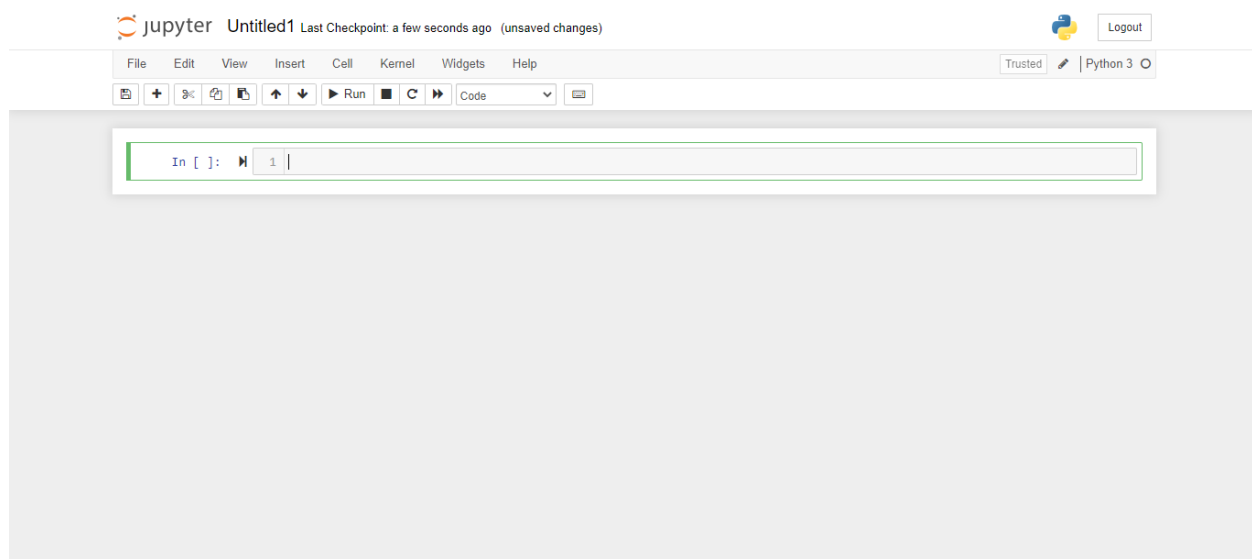 jupyter Untitled1 Last Checkpoint: a few seconds ago (unsaved changes) Logout
File Edit View Insert Cell Kernel Widgets Help Trusted Python 3
Run Code
In [ ]: 1